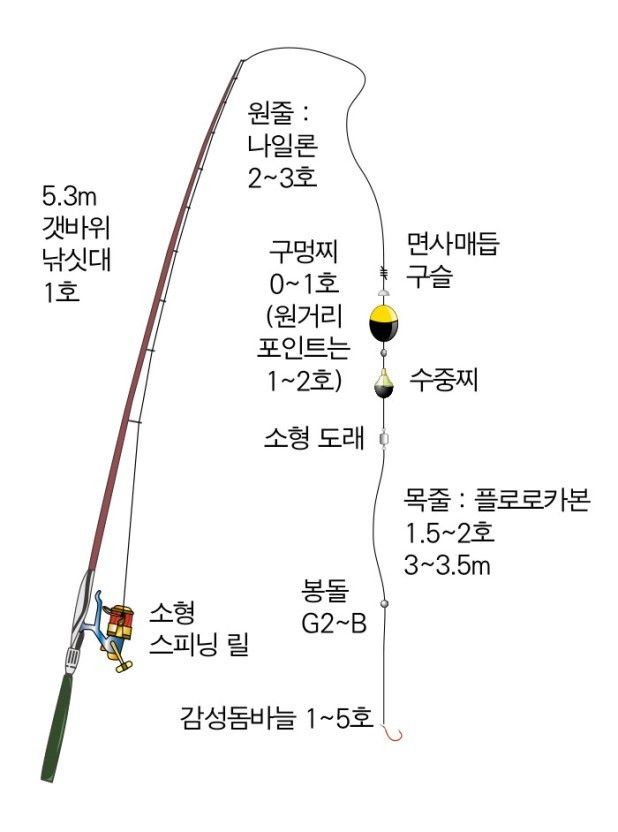 원줄 :
나일론
2~3호
5.3m
갯바위
낚싯대
1호
구멍찌
0~1호
(원거리
포인트는
1~2호)
면사매듭
구슬
수중찌
소형 도래
목줄 : 플로로카본
1.5~2호
3~3.5m
봉돌
G2~B
소형
스피닝 릴
감성돔바늘 1~5호